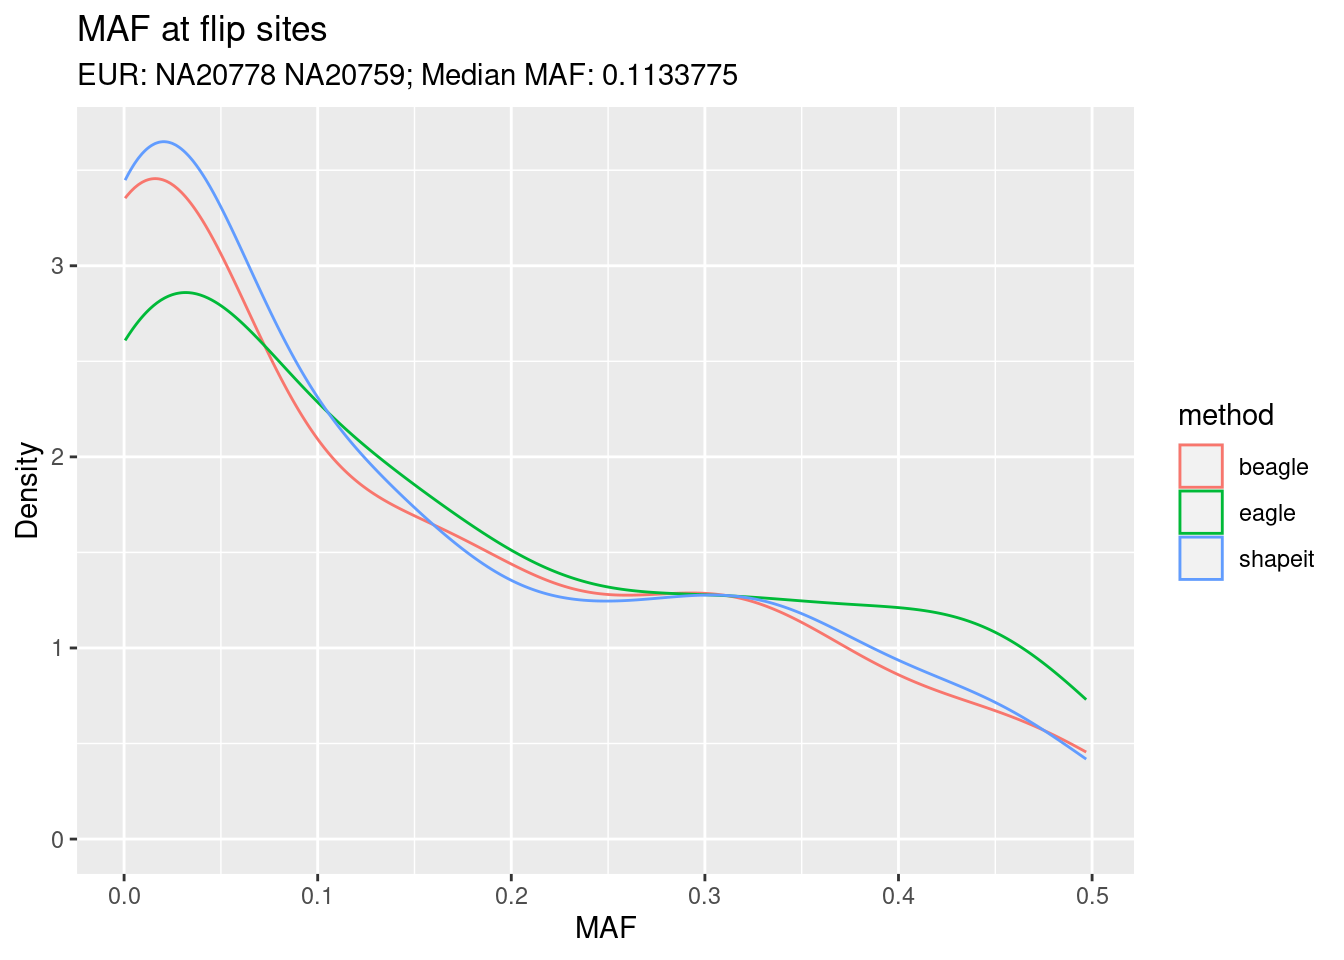 MAF at flip sites
EUR: NA20778 NA20759; Median MAF: 0.1133775
Density
3
2
1
0
0.0 0.1 0.2 0.3 0.4 0.5
MAF
method
beagle
eagle
shapeit